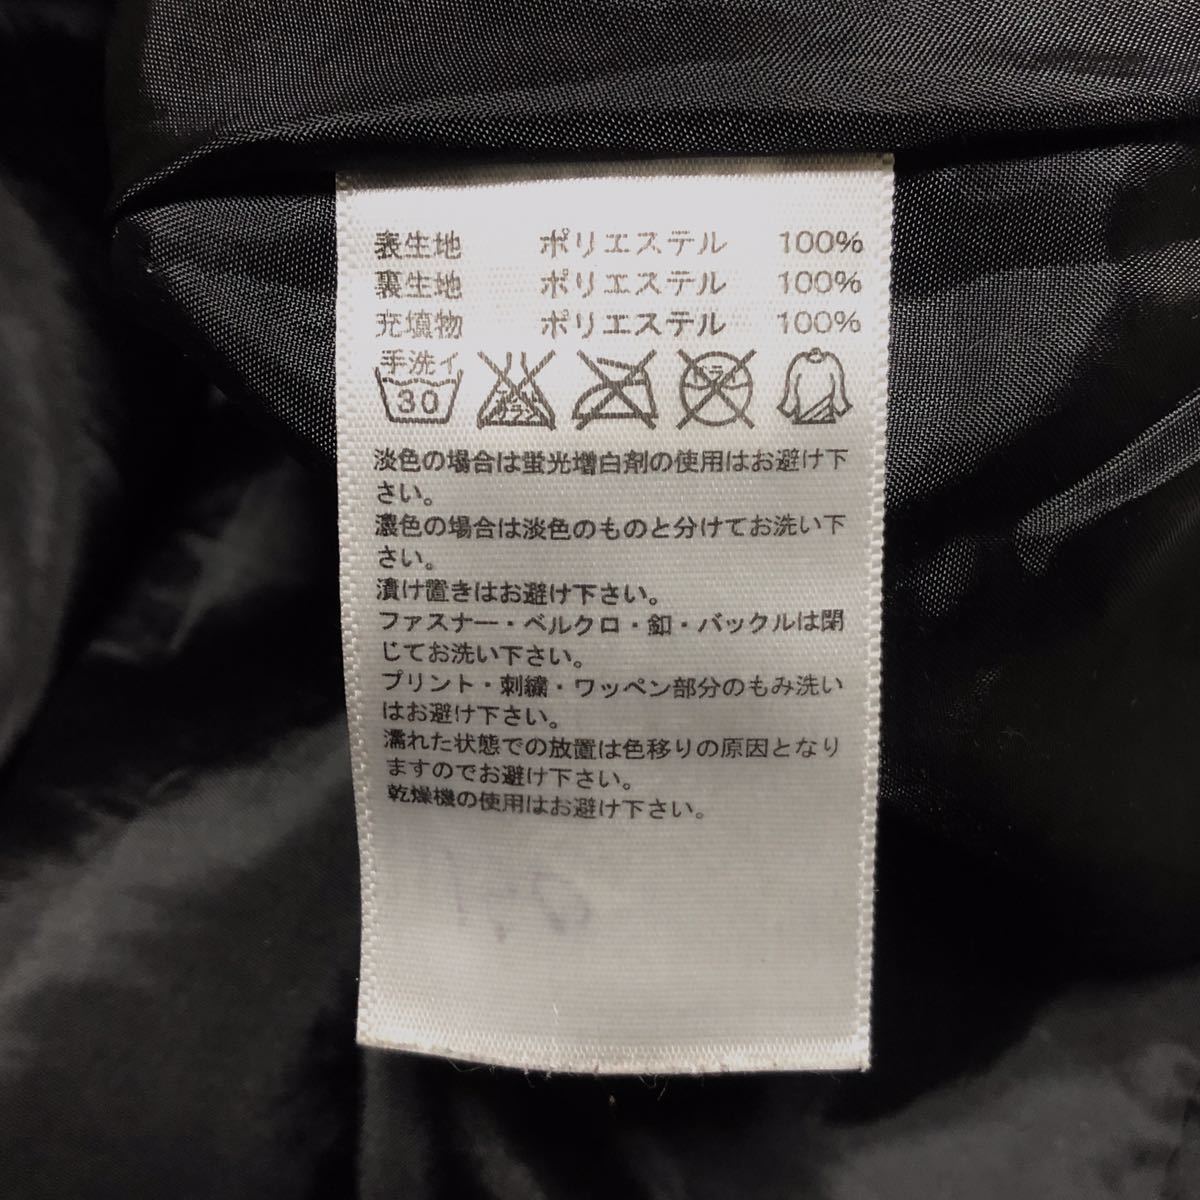 表生地 ポリエステル 100%
裏生地 ポリエステル 100%
充填物 ポリエステル 100%
手洗イ
30
ドライ
淡色の場合は蛍光増白剤の使用はお避け下
さい。
濃色の場合は淡色のものと分けてお洗い下
さい。
漬け置きはお避け下さい。
ファスナー・ベルクロ・釦・バックルは閉
じてお洗い下さい。
プリント・刺繍・ワッペン部分のもみ洗い
はお避け下さい。
濡れた状態での放置は色移りの原因となり
ますのでお避け下さい。
乾燥機の使用はお避け下さい。